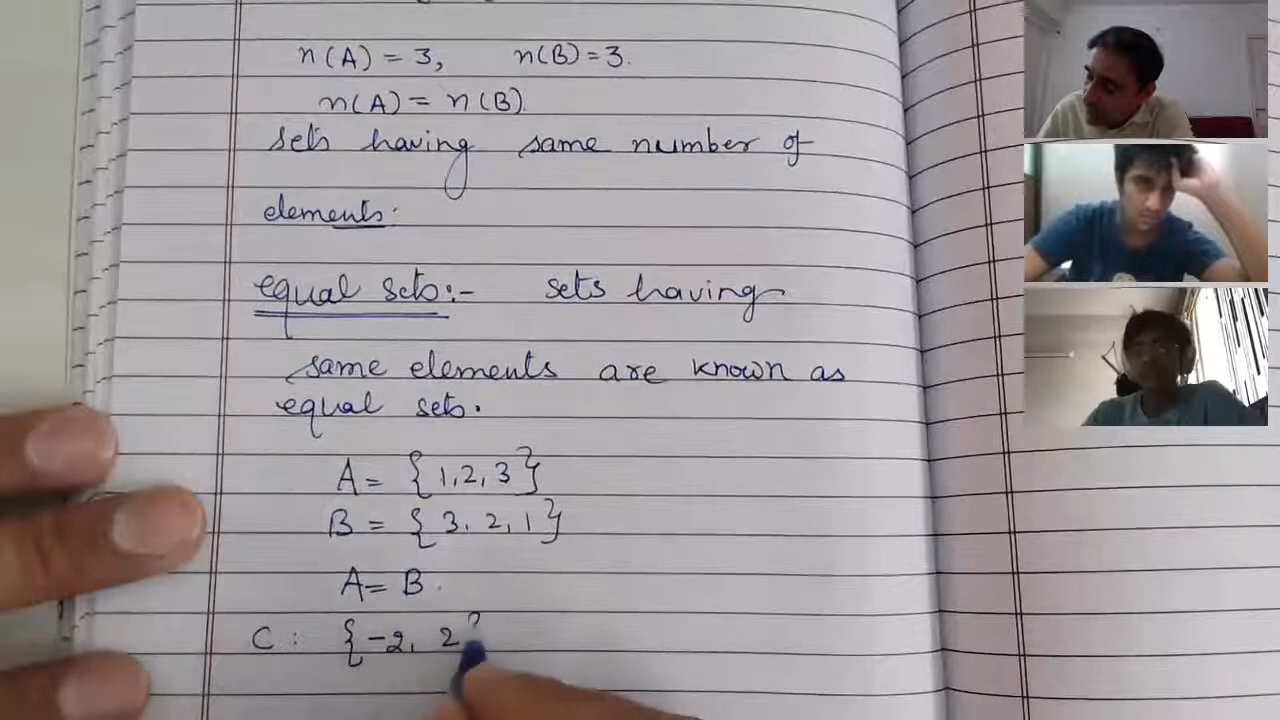 n(A) = 3, n(B) = 3.
n(A) = n(B)
sets having same number of
elements.
equal sets:- sets having
same elements are known as
equal sets.
A = { 1, 2, 3 }
B = { 3, 2, 1 }
A = B.
C : { -2, 2 }